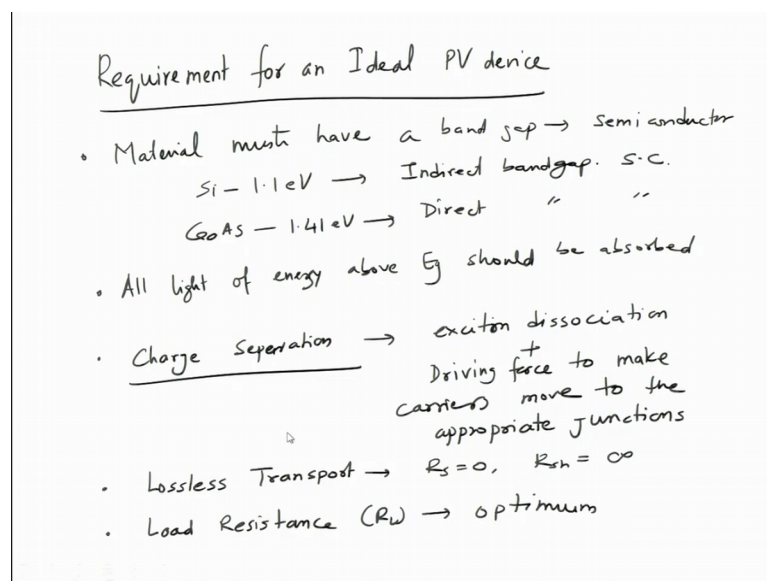 Requirement for an Ideal PV device
• Material must have a band gap → semiconductor
Si – 1.1 eV → Indirect bandgap. S.C.
GaAs – 1.41 eV → Direct " "
• All light of energy above Eg should be absorbed
• Charge Seperation → exciton dissociation
+
Driving force to make
carriers move to the
appropriate Junctions
• Lossless Transport → Rs = 0, Rsh = ∞
• Load Resistance (RL) → optimum